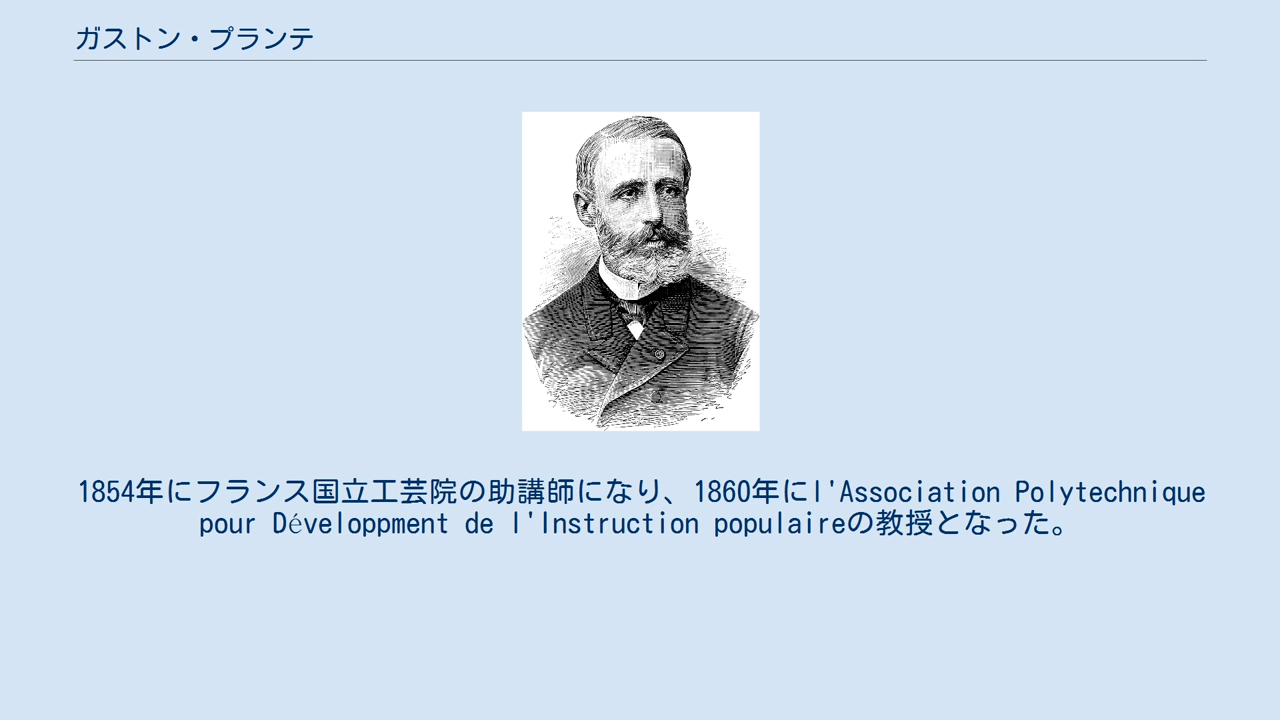 ガストン・プランテ
1854年にフランス国立工芸院の助講師になり、1860年にl'Association Polytechnique
pour Développment de l'Instruction populaireの教授となった。